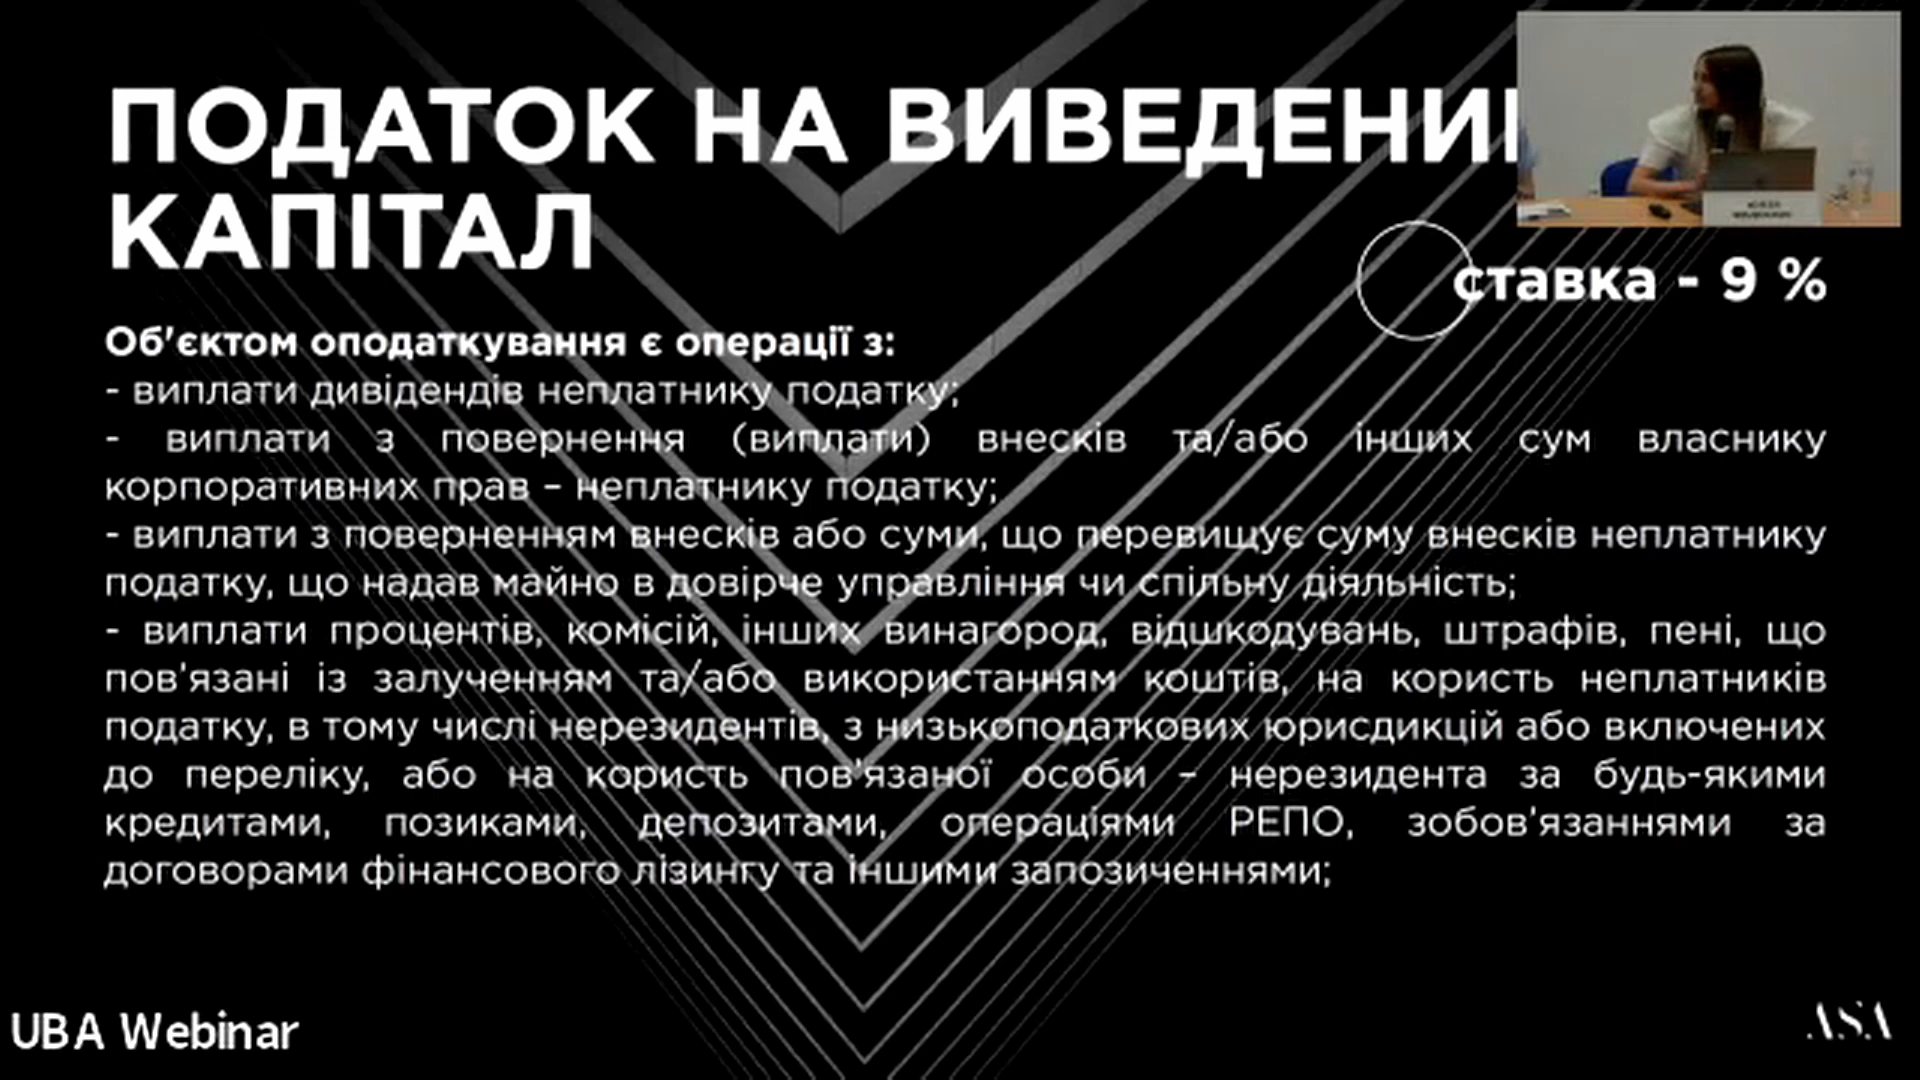 ПОДАТОК НА ВИВЕДЕНИ
КАПІТАЛ
ставка - 9 %
Об'єктом оподаткування є операції з:
- виплати дивідендів неплатнику податку;
- виплати з повернення (виплати) внесків та/або інших сум власнику
корпоративних прав – неплатнику податку;
- виплати з поверненням внесків або суми, що перевищує суму внесків неплатнику
податку, що надав майно в довірче управління чи спільну діяльність;
- виплати процентів, комісій, інших винагород, відшкодувань, штрафів, пені, що
пов'язані із залученням та/або використанням коштів, на користь неплатників
податку, в тому числі нерезидентів, з низькоподаткових юрисдикцій або включених
до переліку, або на користь пов'язаної особи – нерезидента за будь-якими
кредитами, позиками, депозитами, операціями РЕПО, зобов'язаннями за
договорами фінансового лізингу та іншими запозиченнями;
UBA Webinar
ASA